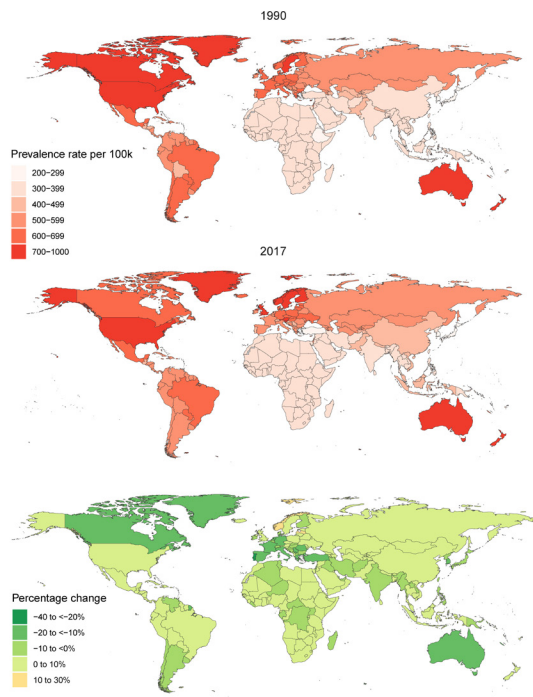 1990
Prevalence rate per 100k
200−299
300−399
400−499
500−599
600−699
700−1000
2017
Percentage change
−40 to <−20%
−20 to <−10%
−10 to <0%
0 to 10%
10 to 30%